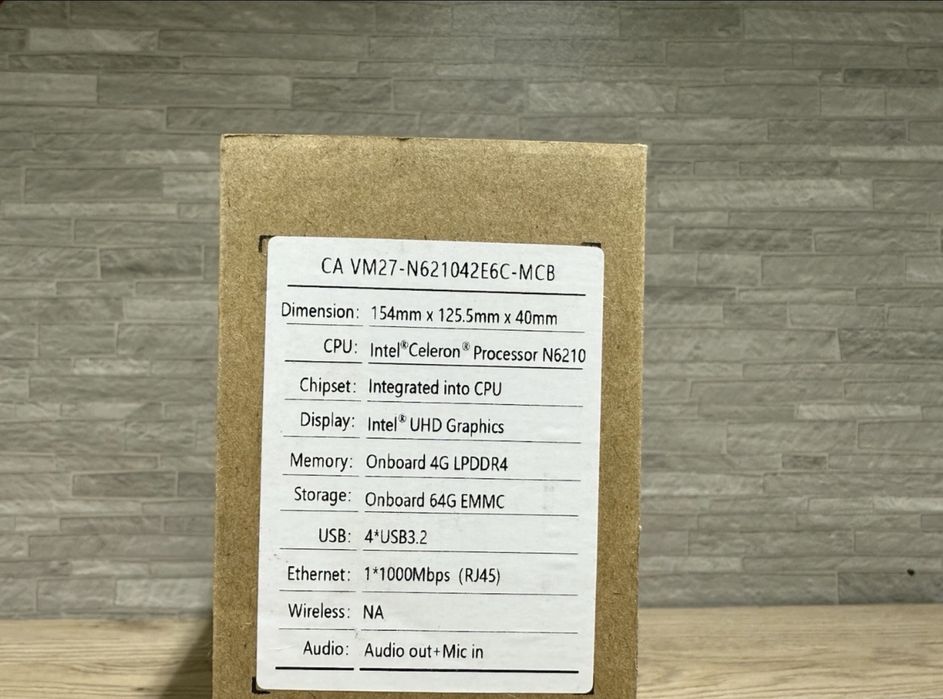 CA VM27-N621042E6C-MCB
Dimension: 154mm x 125.5mm x 40mm
CPU: Intel®Celeron® Processor N6210
Chipset: Integrated into CPU
Display: Intel® UHD Graphics
Memory: Onboard 4G LPDDR4
Storage: Onboard 64G EMMC
USB: 4*USB3.2
Ethernet: 1*1000Mbps (RJ45)
Wireless: NA
Audio: Audio out+Mic in